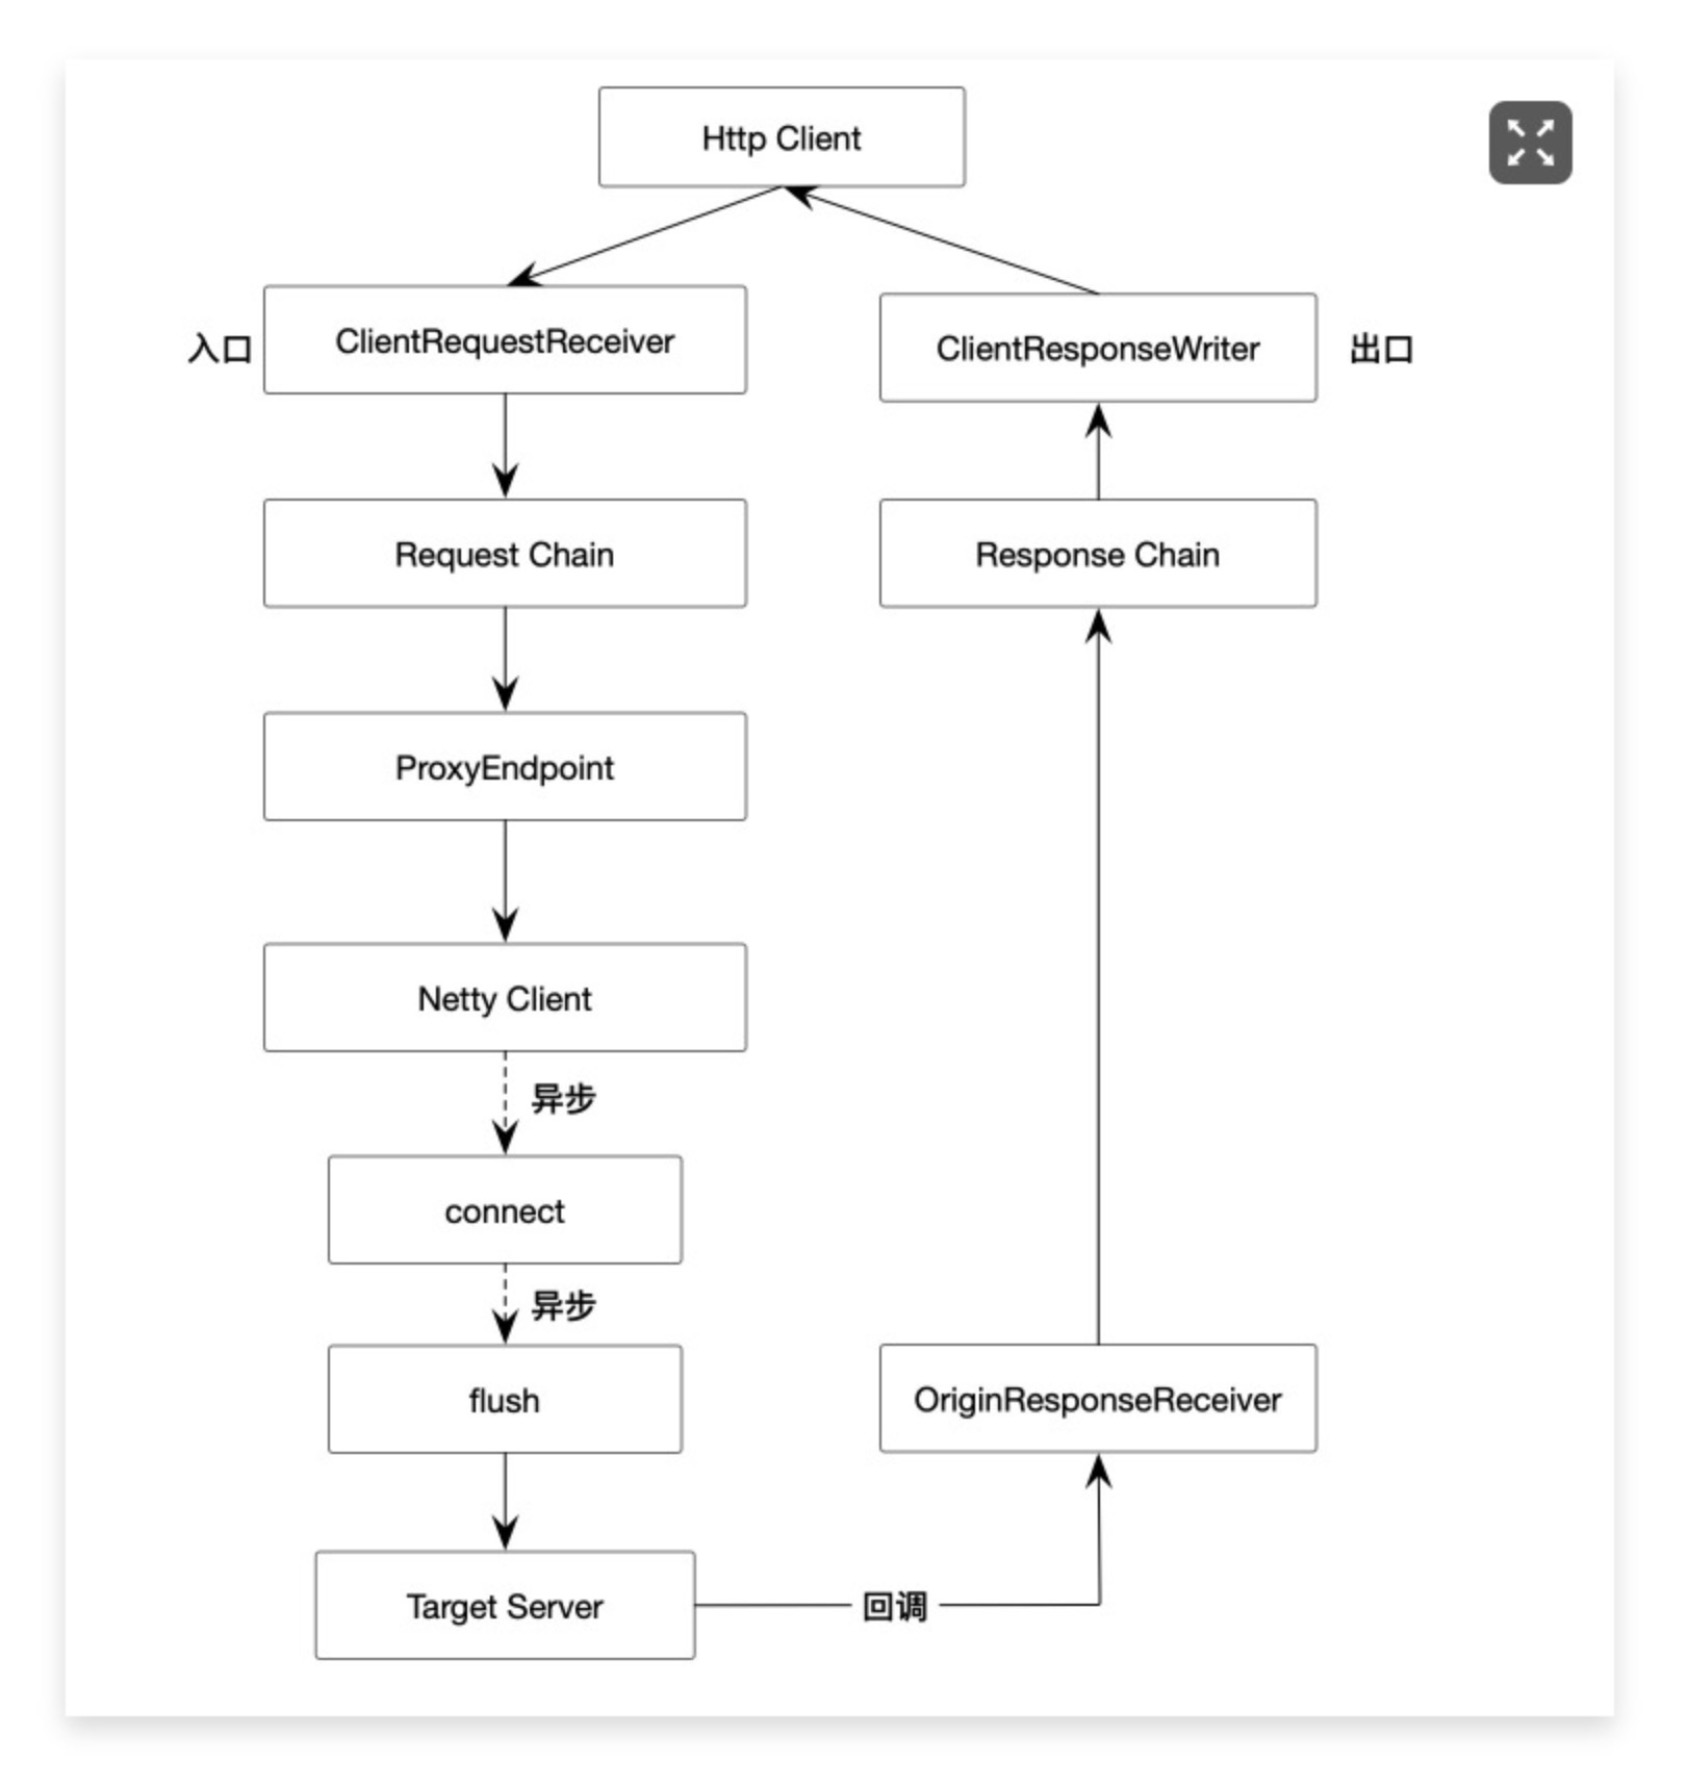 Http Client
入口
ClientRequestReceiver
ClientResponseWriter
出口
Request Chain
Response Chain
ProxyEndpoint
Netty Client
异步
connect
异步
flush
OriginResponseReceiver
Target Server
回调